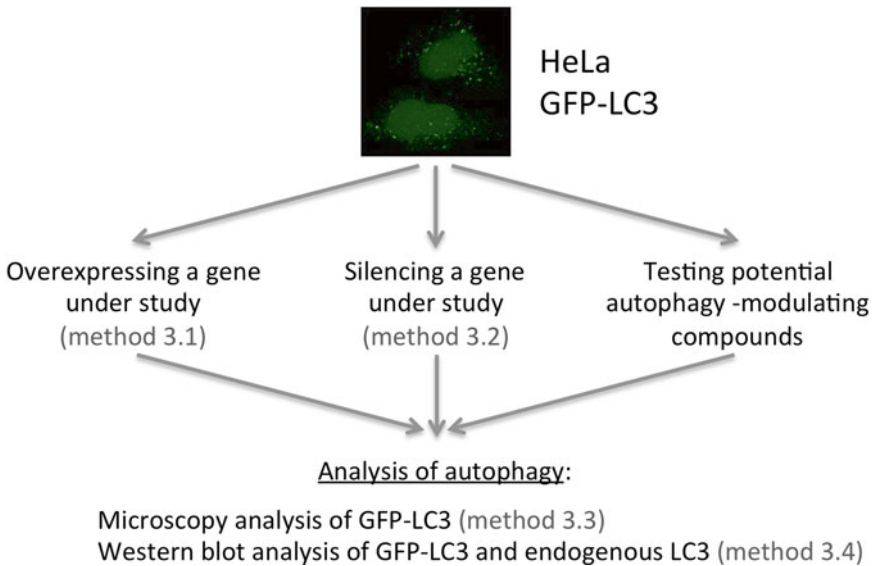 HeLa
GFP-LC3
Overexpressing a gene
under study
(method 3.1)
Silencing a gene
under study
(method 3.2)
Testing potential
autophagy -modulating
compounds
Analysis of autophagy:
Microscopy analysis of GFP-LC3 (method 3.3)
Western blot analysis of GFP-LC3 and endogenous LC3 (method 3.4)